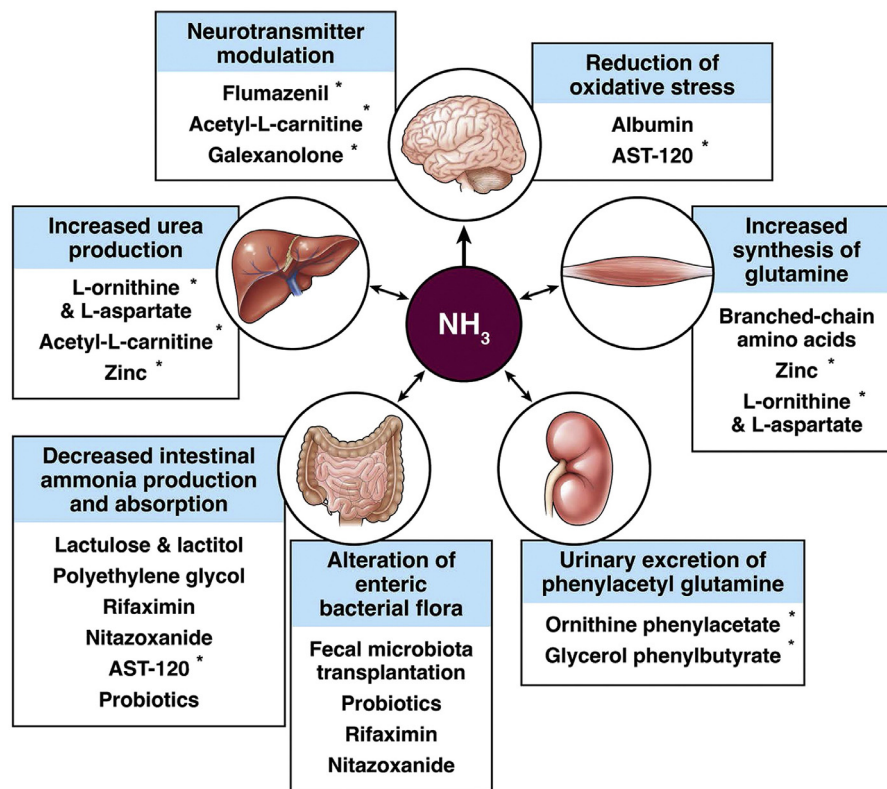 Neurotransmitter
modulation
Flumazenil *
Acetyl-L-carnitine *
Galexanolone *
Reduction of
oxidative stress
Albumin
AST-120 *
Increased urea
production
L-ornithine *
& L-aspartate
Acetyl-L-carnitine *
Zinc *
NH₃
Increased
synthesis of
glutamine
Branched-chain
amino acids
Zinc *
L-ornithine *
& L-aspartate
Decreased intestinal
ammonia production
and absorption
Lactulose & lactitol
Polyethylene glycol
Rifaximin
Nitazoxanide
AST-120 *
Probiotics
Alteration of
enteric
bacterial flora
Fecal microbiota
transplantation
Probiotics
Rifaximin
Nitazoxanide
Urinary excretion of
phenylacetyl glutamine
Ornithine phenylacetate *
Glycerol phenylbutyrate *